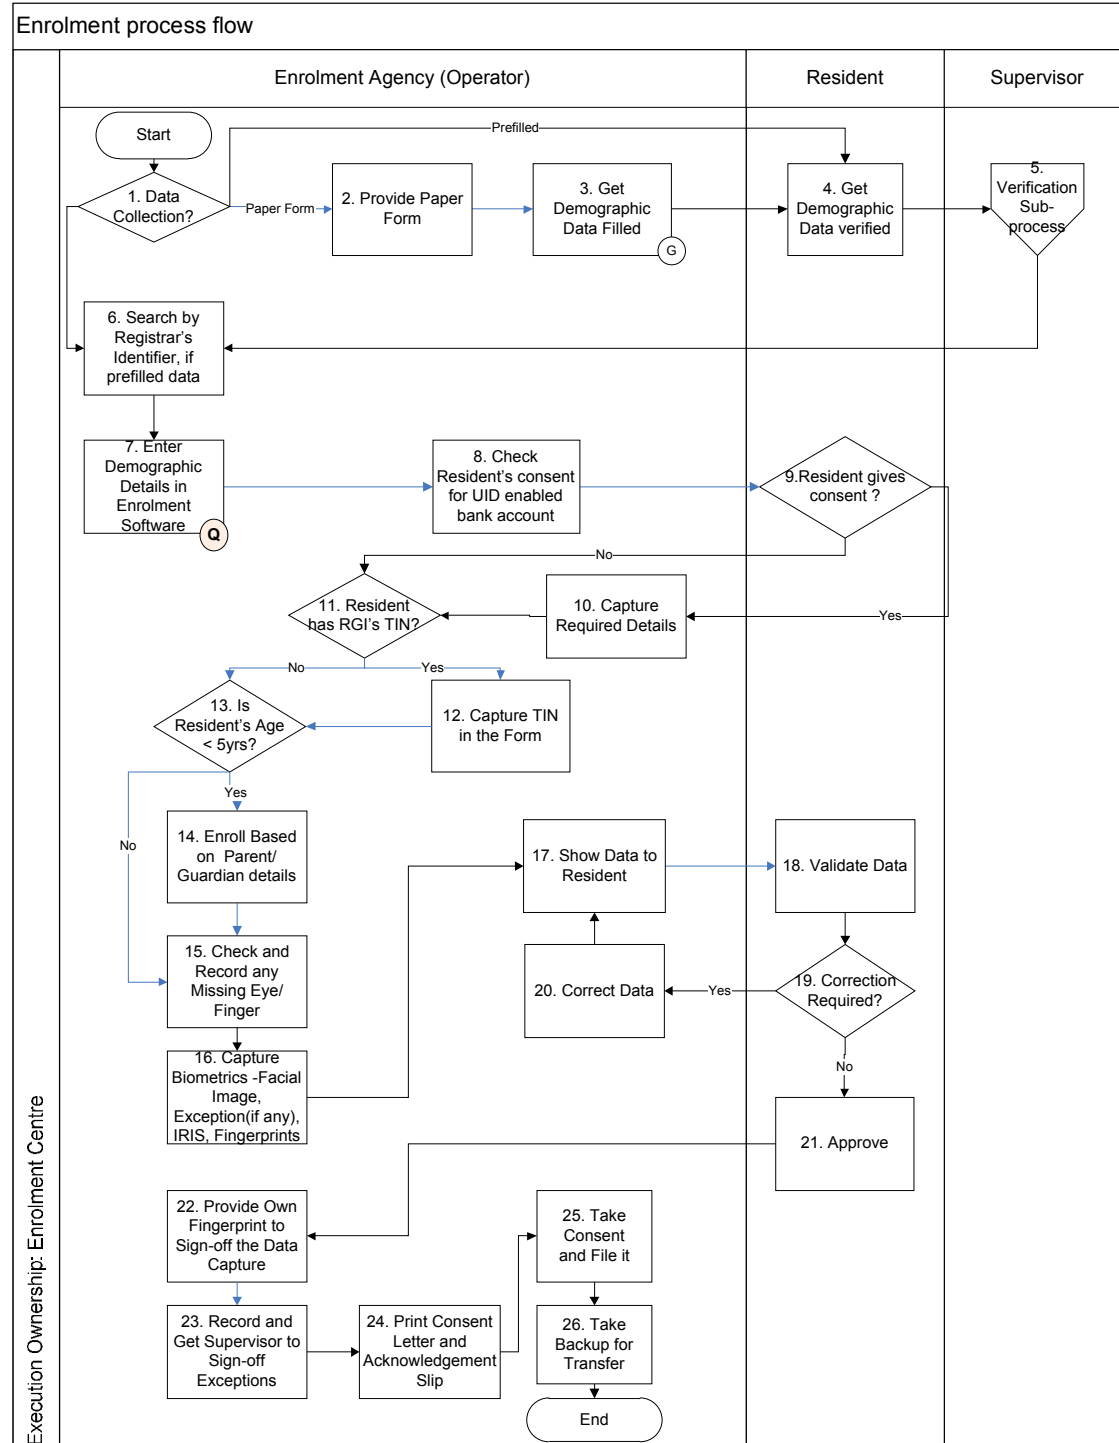 Enrolment process flow
Enrolment Agency (Operator)
Resident
Supervisor
Start
Prefilled
1. Data
Collection?
Paper Form
2. Provide Paper
Form
3. Get
Demographic
Data Filled
G
4. Get
Demographic
Data verified
5.
Verification
Sub-
process
6. Search by
Registrar's
Identifier, if
prefilled data
7. Enter
Demographic
Details in
Enrolment
Software
Q
8. Check
Resident's consent
for UID enabled
bank account
9.Resident gives
consent ?
No
Yes
10. Capture
Required Details
11. Resident
has RGI's TIN?
No
Yes
12. Capture TIN
in the Form
13. Is
Resident's Age
< 5yrs?
Yes
No
14. Enroll Based
on Parent/
Guardian details
15. Check and
Record any
Missing Eye/
Finger
16. Capture
Biometrics -Facial
Image,
Exception(if any),
IRIS, Fingerprints
17. Show Data to
Resident
18. Validate Data
19. Correction
Required?
Yes
20. Correct Data
No
21. Approve
22. Provide Own
Fingerprint to
Sign-off the Data
Capture
23. Record and
Get Supervisor to
Sign-off
Exceptions
24. Print Consent
Letter and
Acknowledgement
Slip
25. Take
Consent
and File it
26. Take
Backup for
Transfer
End
Execution Ownership: Enrolment Centre